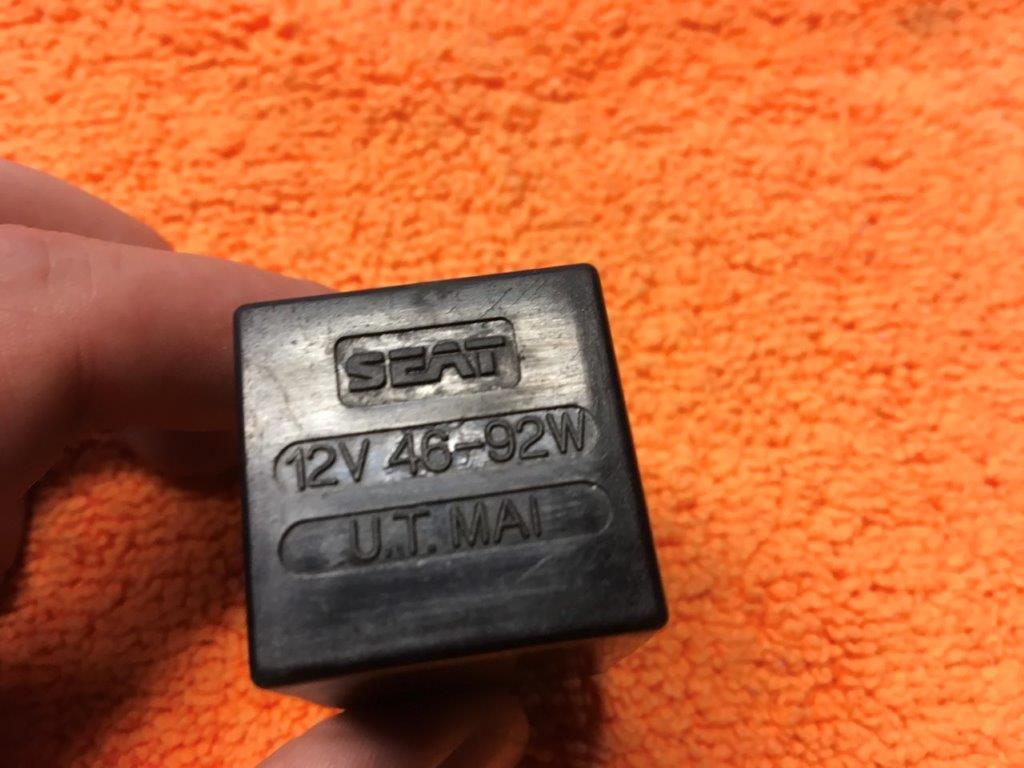 SEAT
12V 46-92W
U.T. MAI